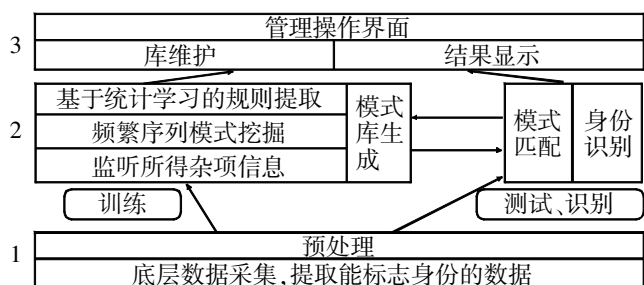 3
管理操作界面
库维护
结果显示
2
基于统计学习的规则提取
频繁序列模式挖掘
监听所得杂项信息
模式
库生
成
模式
匹配
身份
识别
训练
测试、识别
1
预处理
底层数据采集,提取能标志身份的数据